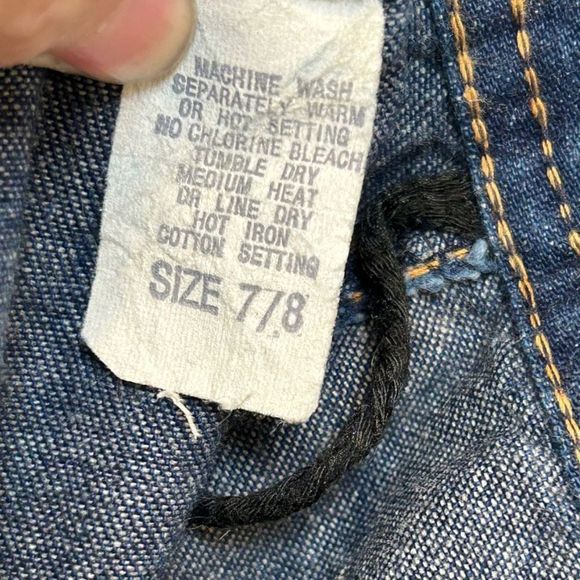 MACHINE WASH
SEPARATELY WARM
OR HOT SETTING
NO CHLORINE BLEACH
TUMBLE DRY
MEDIUM HEAT
OR LINE DRY
HOT IRON
COTTON SETTING
SIZE 7/8